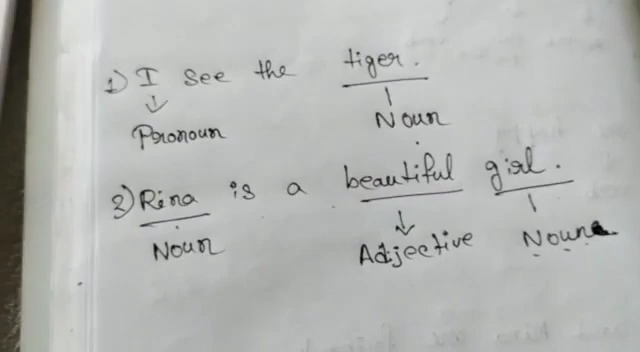 1) I see the tiger.
Pronoun Noun
2) Rina is a beautiful girl.
Noun Adjective Noun